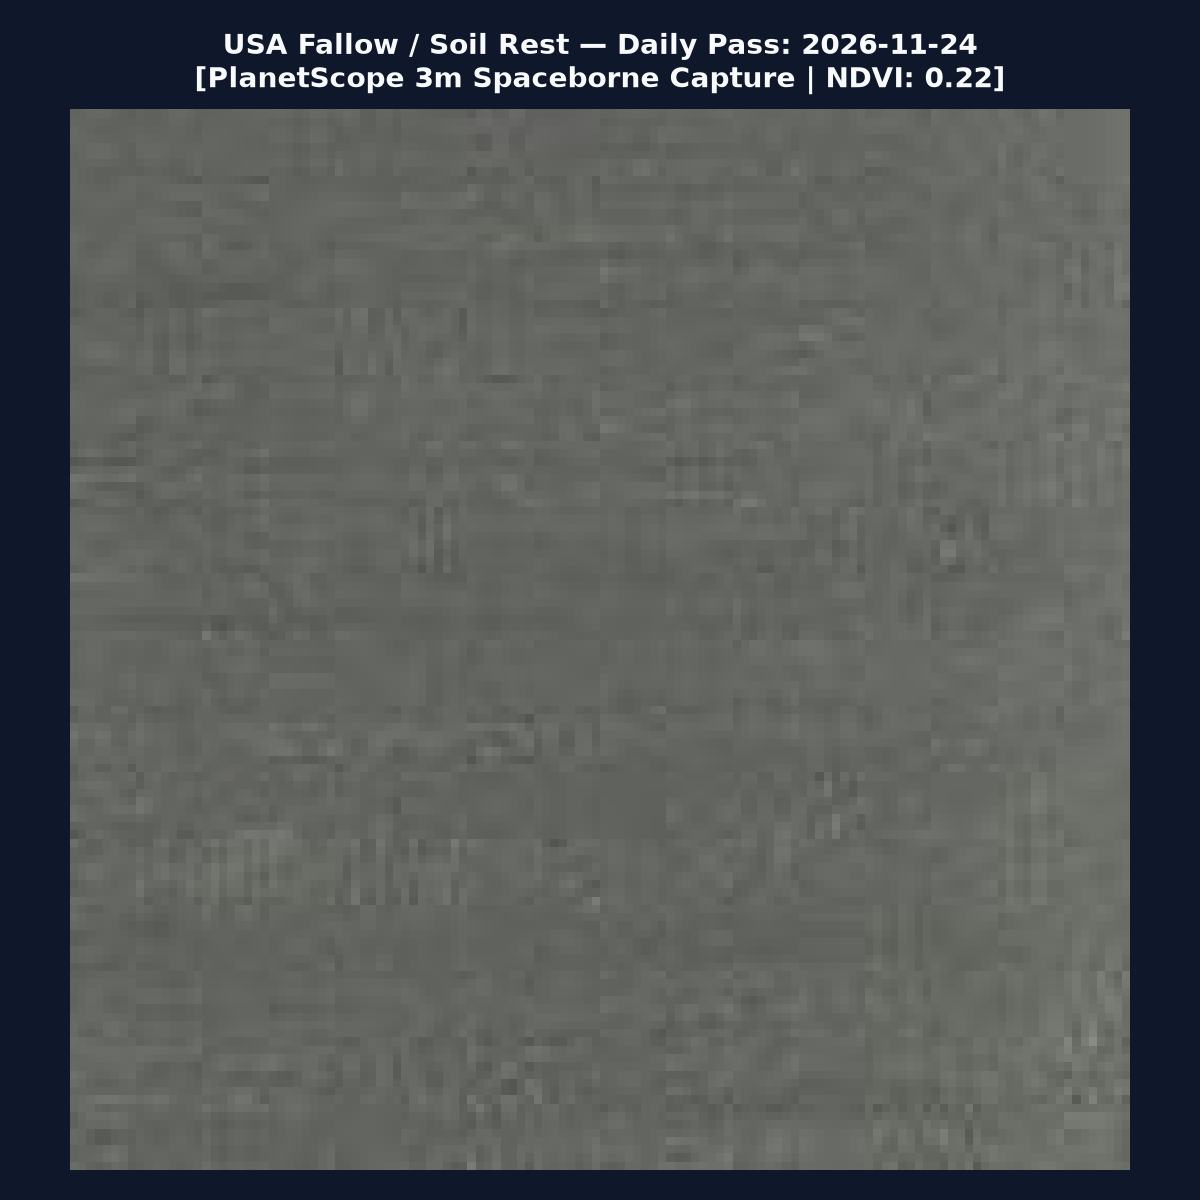 USA Fallow / Soil Rest — Daily Pass: 2026-11-24
[PlanetScope 3m Spaceborne Capture | NDVI: 0.22]